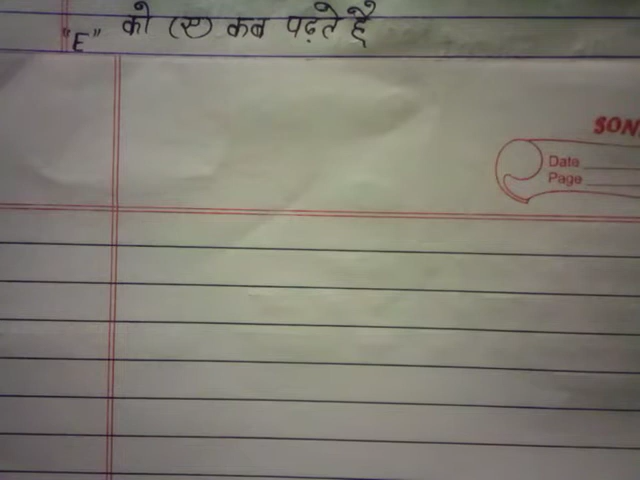 "E" को (ए) कब पढ़ते हैं
SON
Date
Page